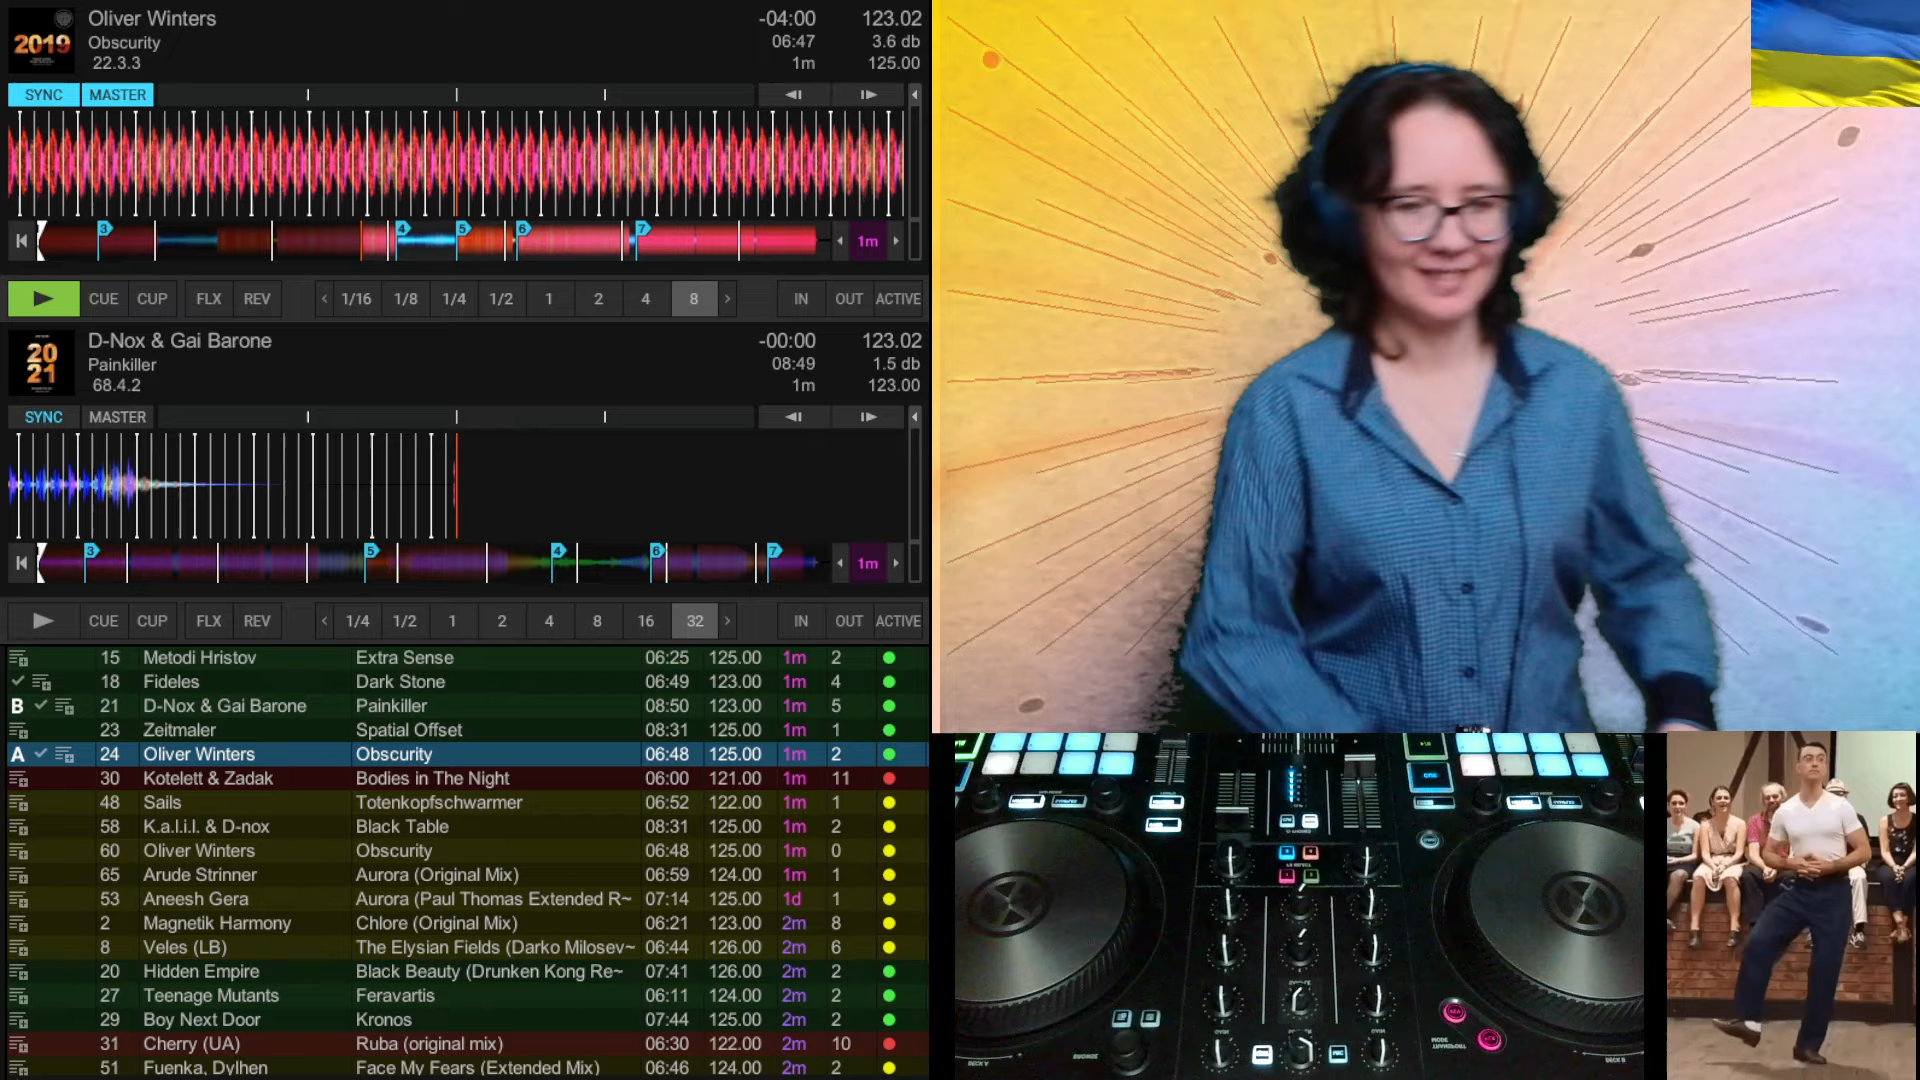 2019
Oliver Winters
Obscurity
22.3.3
-04:00 123.02
06:47 3.6 db
1m 125.00
SYNC MASTER
3 4 5 6 7
1m
CUE CUP FLX REV 1/16 1/8 1/4 1/2 1 2 4 8 IN OUT ACTIVE
20
21
D-Nox & Gai Barone
Painkiller
68.4.2
-00:00 123.02
08:49 1.5 db
1m 123.00
SYNC MASTER
3 5 4 6 7
1m
CUE CUP FLX REV 1/4 1/2 1 2 4 8 16 32 IN OUT ACTIVE
15 Metodi Hristov Extra Sense 06:25 125.00 1m 2
18 Fideles Dark Stone 06:49 123.00 1m 4
B 21 D-Nox & Gai Barone Painkiller 08:50 123.00 1m 5
23 Zeitmaler Spatial Offset 08:31 125.00 1m 1
A 24 Oliver Winters Obscurity 06:48 125.00 1m 2
30 Kotelett & Zadak Bodies in The Night 06:00 121.00 1m 11
48 Sails Totenkopfschwarmer 06:52 122.00 1m 1
58 K.a.l.i.l. & D-nox Black Table 08:31 125.00 1m 2
60 Oliver Winters Obscurity 06:48 125.00 1m 0
65 Arude Strinner Aurora (Original Mix) 06:59 124.00 1m 1
53 Aneesh Gera Aurora (Paul Thomas Extended R~ 07:14 125.00 1d 1
2 Magnetik Harmony Chlore (Original Mix) 06:21 123.00 2m 8
8 Veles (LB) The Elysian Fields (Darko Milosev~ 06:44 126.00 2m 6
20 Hidden Empire Black Beauty (Drunken Kong Re~ 07:41 126.00 2m 2
27 Teenage Mutants Feravartis 06:11 124.00 2m 2
29 Boy Next Door Kronos 07:44 125.00 2m 2
31 Cherry (UA) Ruba (original mix) 06:30 122.00 2m 10
51 Fuenka, Dylhen Face My Fears (Extended Mix) 06:46 124.00 2m 2